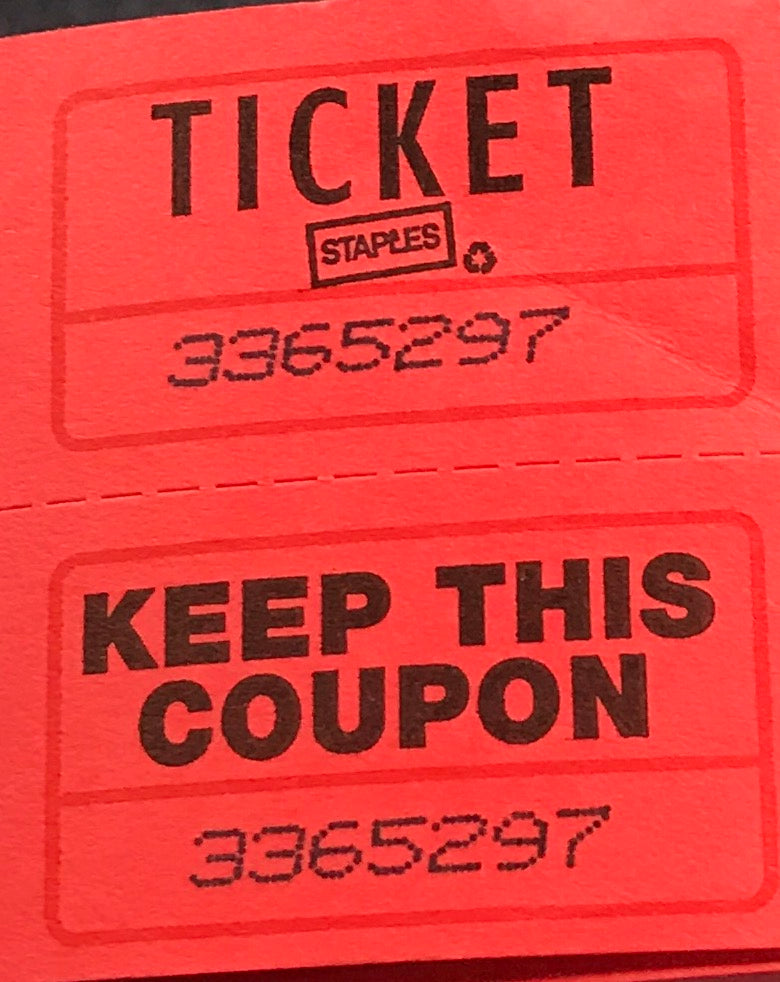 TICKET
STAPLES
3365297
KEEP THIS
COUPON
3365297